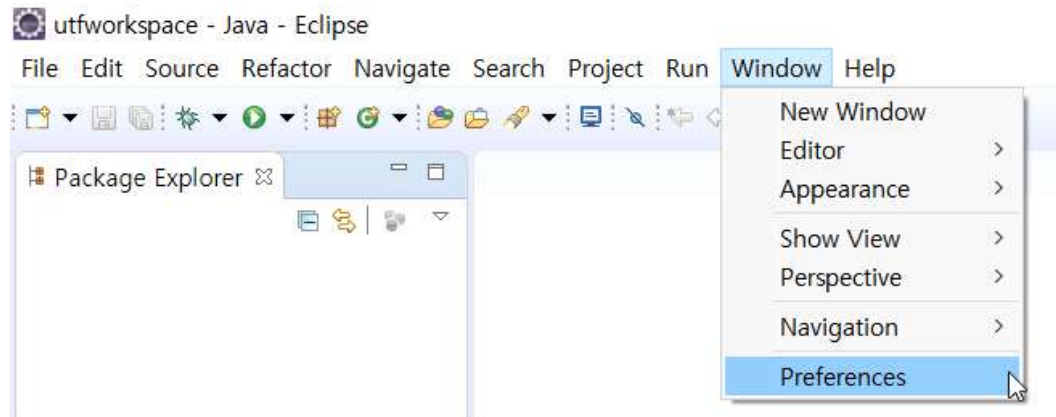 utfworkspace - Java - Eclipse
File Edit Source Refactor Navigate Search Project Run Window Help
New Window
Package Explorer
Editor
Appearance
Show View
Perspective
Navigation
Preferences